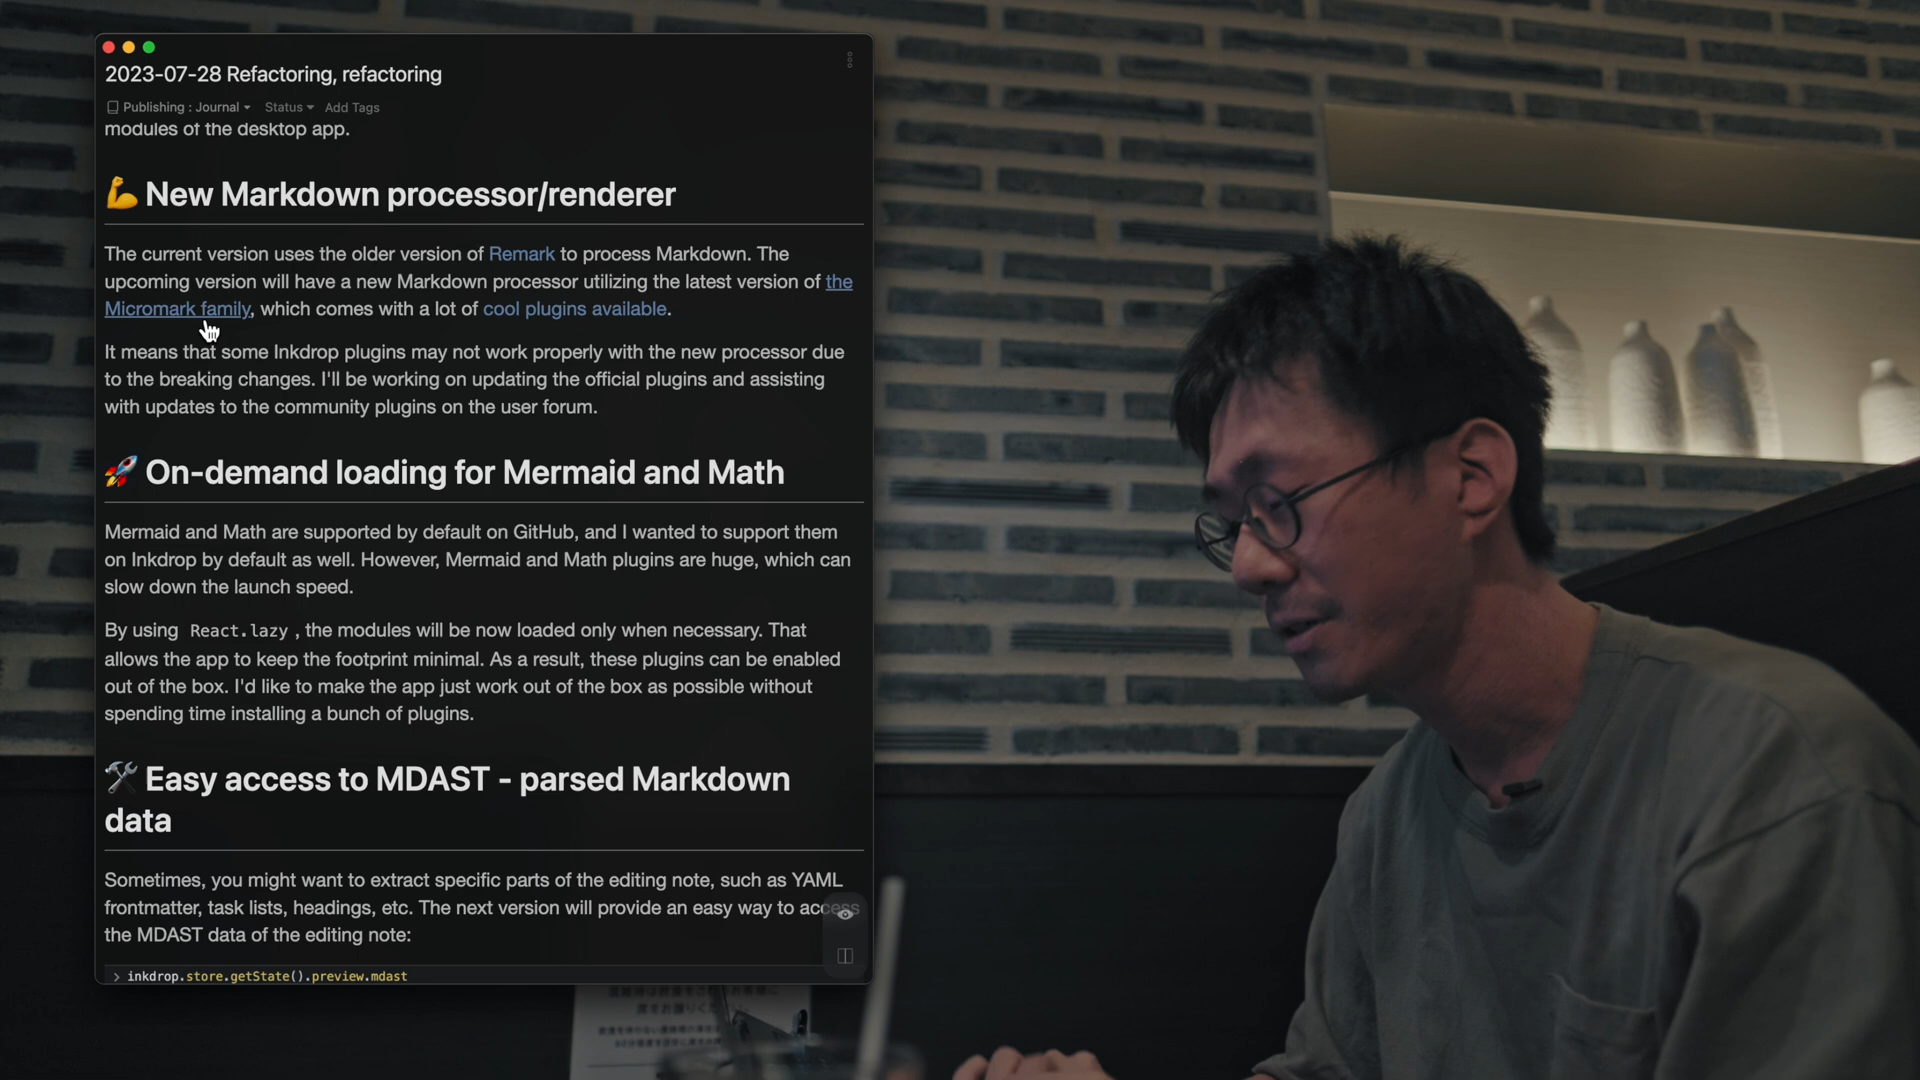 2023-07-28 Refactoring, refactoring
Publishing : Journal Status Add Tags
modules of the desktop app.
💪 New Markdown processor/renderer
The current version uses the older version of Remark to process Markdown. The
upcoming version will have a new Markdown processor utilizing the latest version of the
Micromark family, which comes with a lot of cool plugins available.
It means that some Inkdrop plugins may not work properly with the new processor due
to the breaking changes. I'll be working on updating the official plugins and assisting
with updates to the community plugins on the user forum.
🚀 On-demand loading for Mermaid and Math
Mermaid and Math are supported by default on GitHub, and I wanted to support them
on Inkdrop by default as well. However, Mermaid and Math plugins are huge, which can
slow down the launch speed.
By using React.lazy , the modules will be now loaded only when necessary. That
allows the app to keep the footprint minimal. As a result, these plugins can be enabled
out of the box. I'd like to make the app just work out of the box as possible without
spending time installing a bunch of plugins.
🛠 Easy access to MDAST - parsed Markdown
data
Sometimes, you might want to extract specific parts of the editing note, such as YAML
frontmatter, task lists, headings, etc. The next version will provide an easy way to access
the MDAST data of the editing note:
> inkdrop.store.getState().preview.mdast